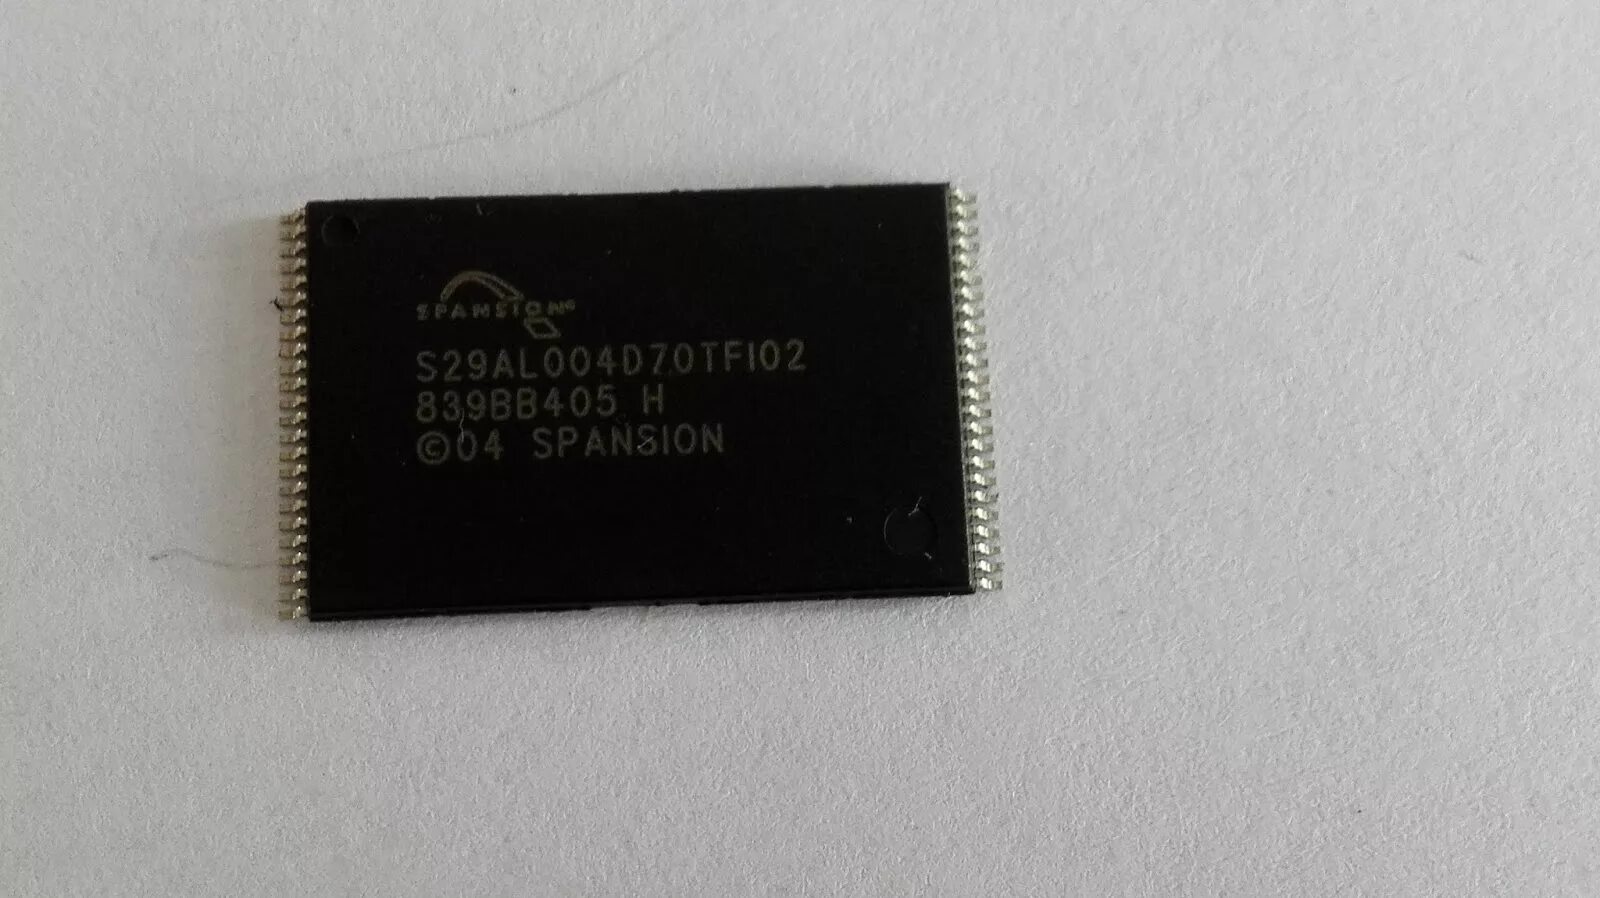 SPANSION
S29AL004D70TFI02
839BB405 H
©04 SPANSION